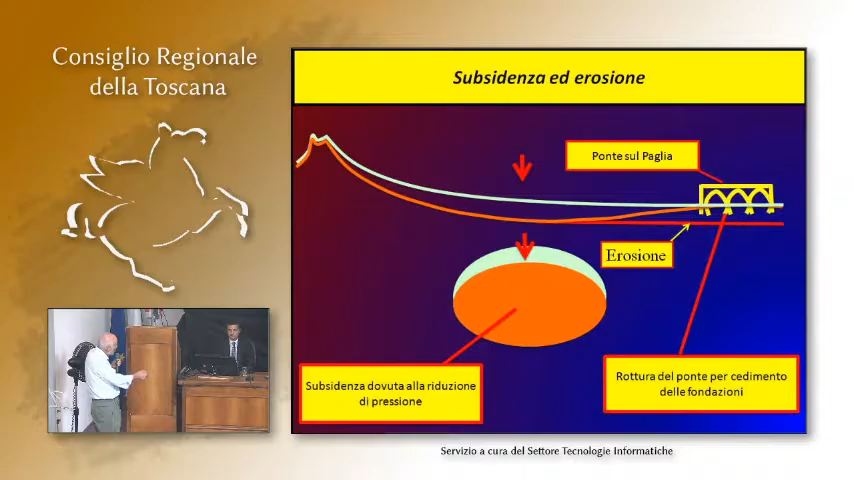 Consiglio Regionale
della Toscana
Subsidenza ed erosione
Ponte sul Paglia
Erosione
Subsidenza dovuta alla riduzione
di pressione
Rottura del ponte per cedimento
delle fondazioni
Servizio a cura del Settore Tecnologie Informatiche